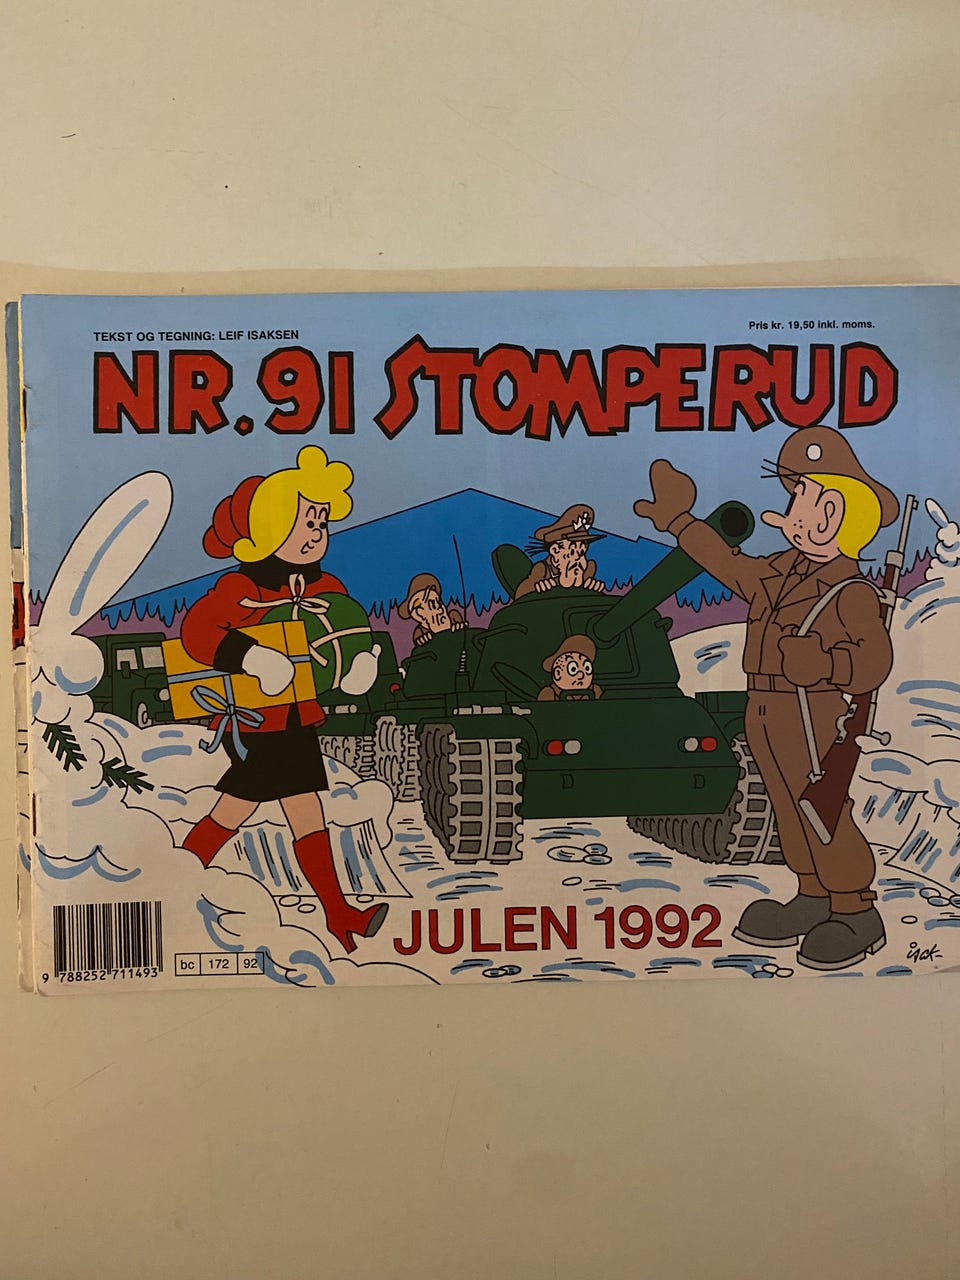 TEKST OG TEGNING: LEIF ISAKSEN
Pris kr. 19,50 inkl. moms.
NR. 91 STOMPERUD
JULEN 1992
9 788252 711493
bc 172 92
isak-